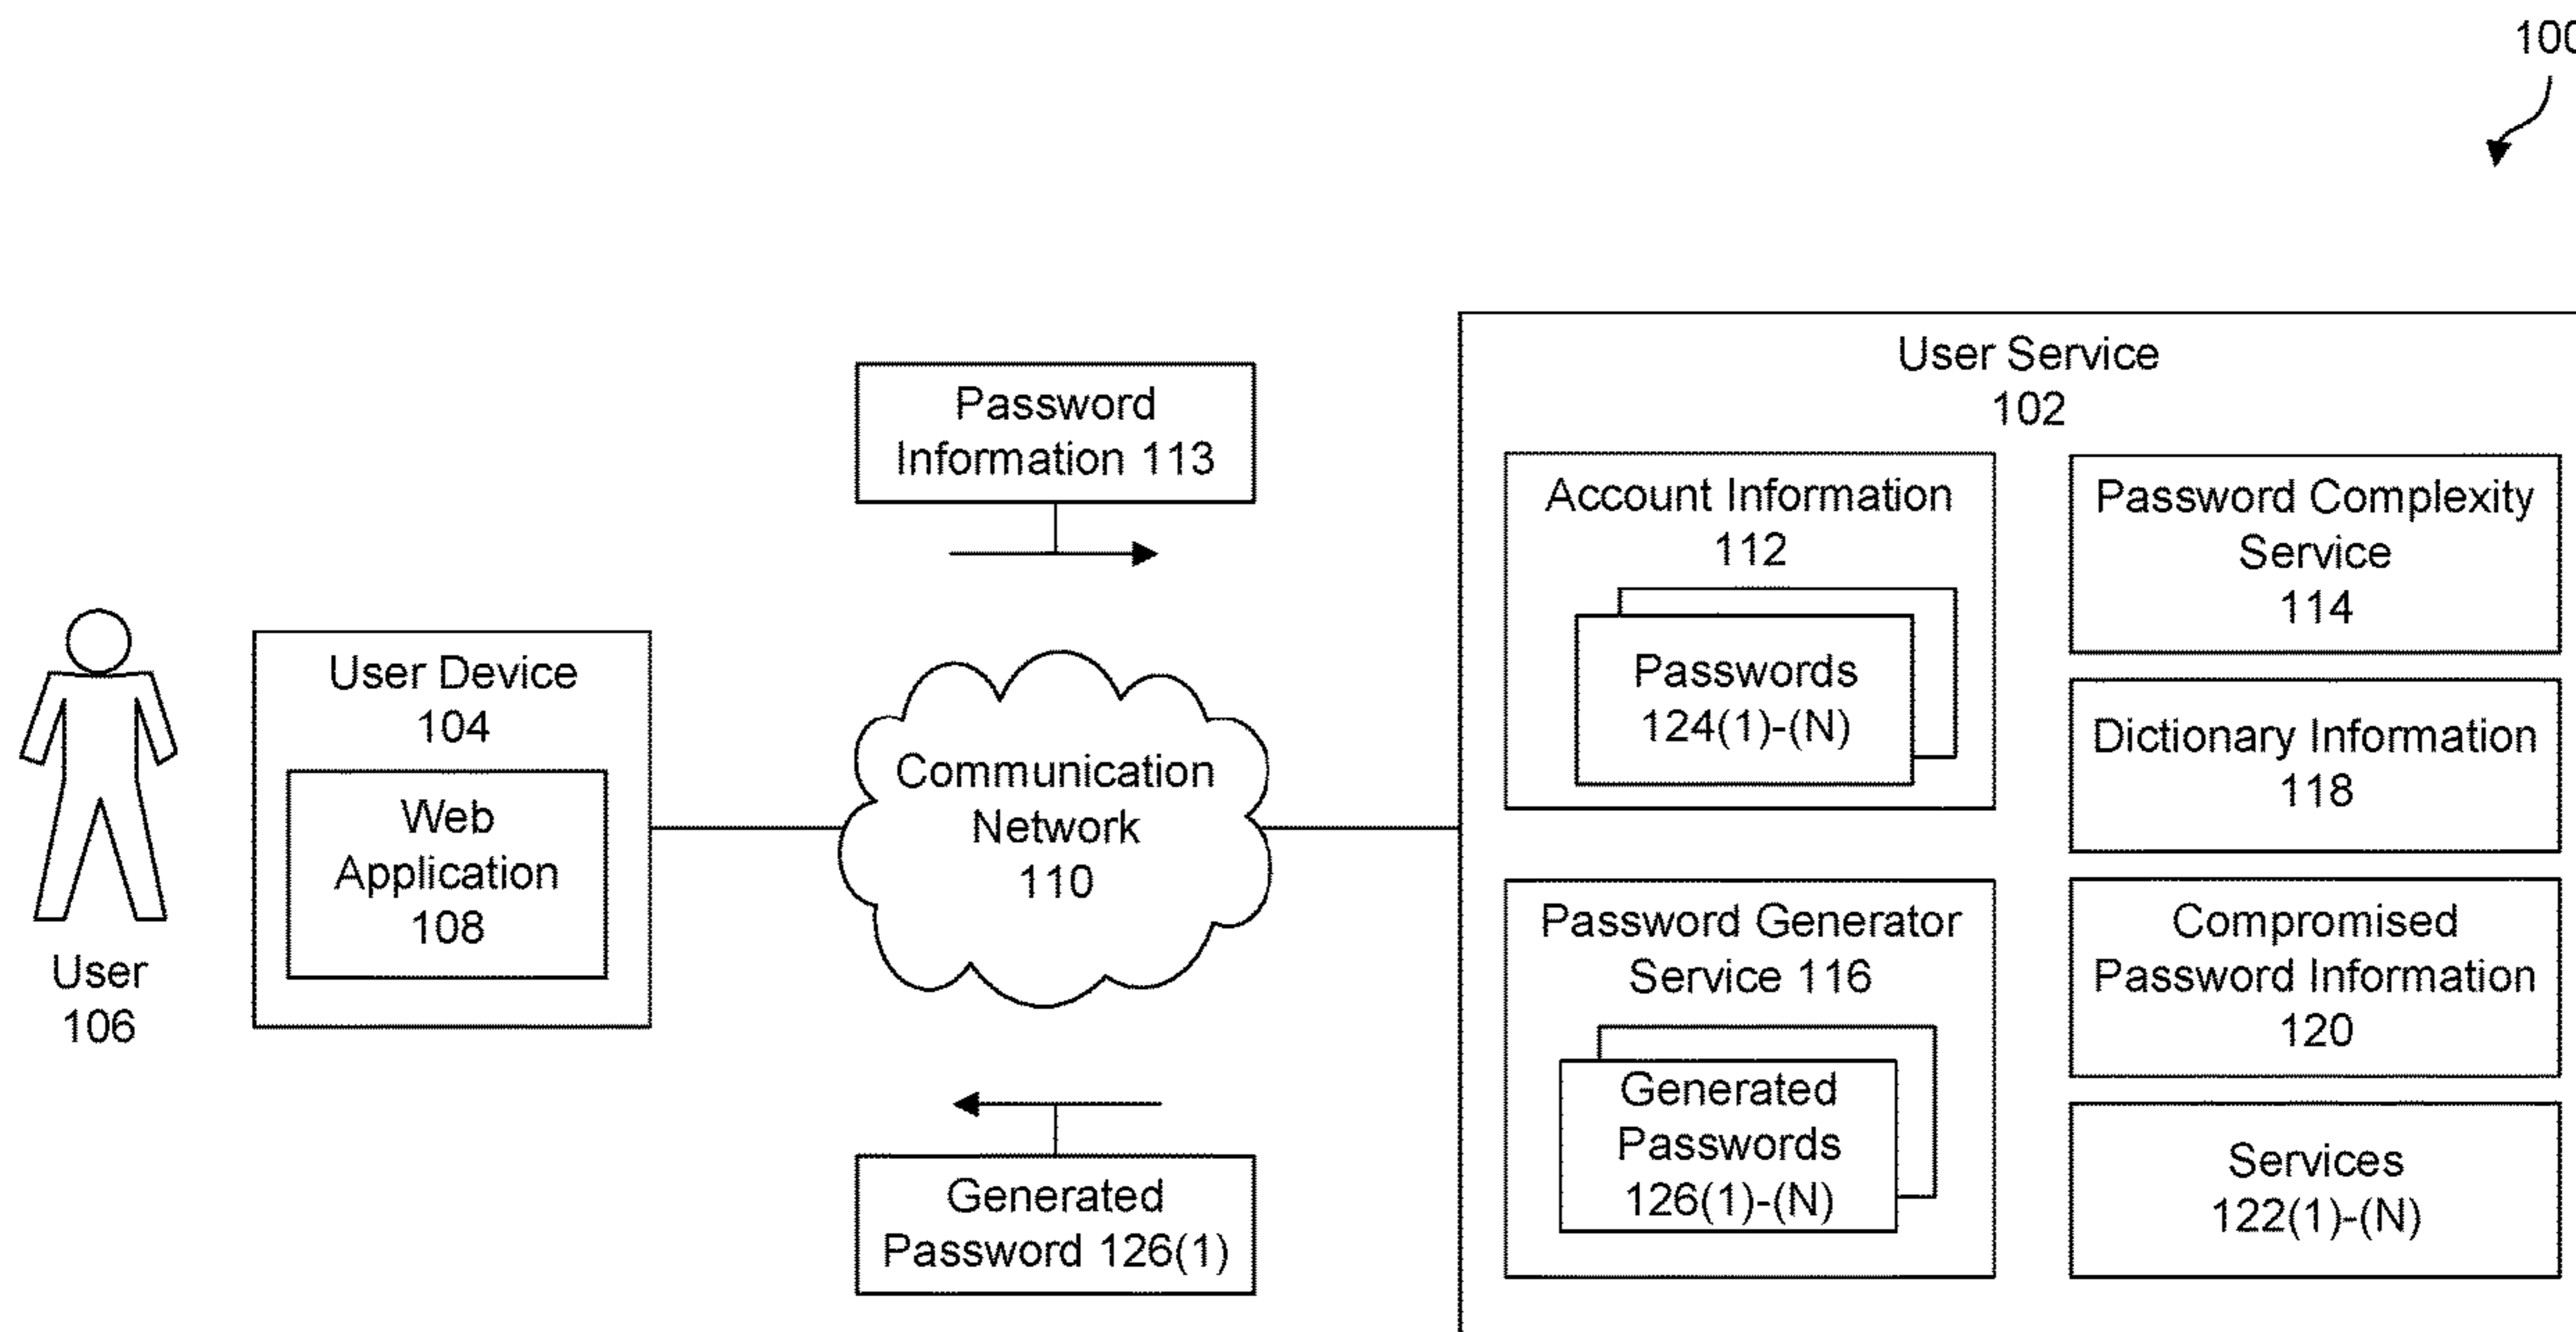 100
User Service
102
Password
Information 113
Account Information
112
Passwords
124(1)-(N)
Password Complexity
Service
114
User Device
104
Web
Application
108
Communication
Network
110
Dictionary Information
118
User
106
Password Generator
Service 116
Generated
Passwords
126(1)-(N)
Compromised
Password Information
120
Generated
Password 126(1)
Services
122(1)-(N)